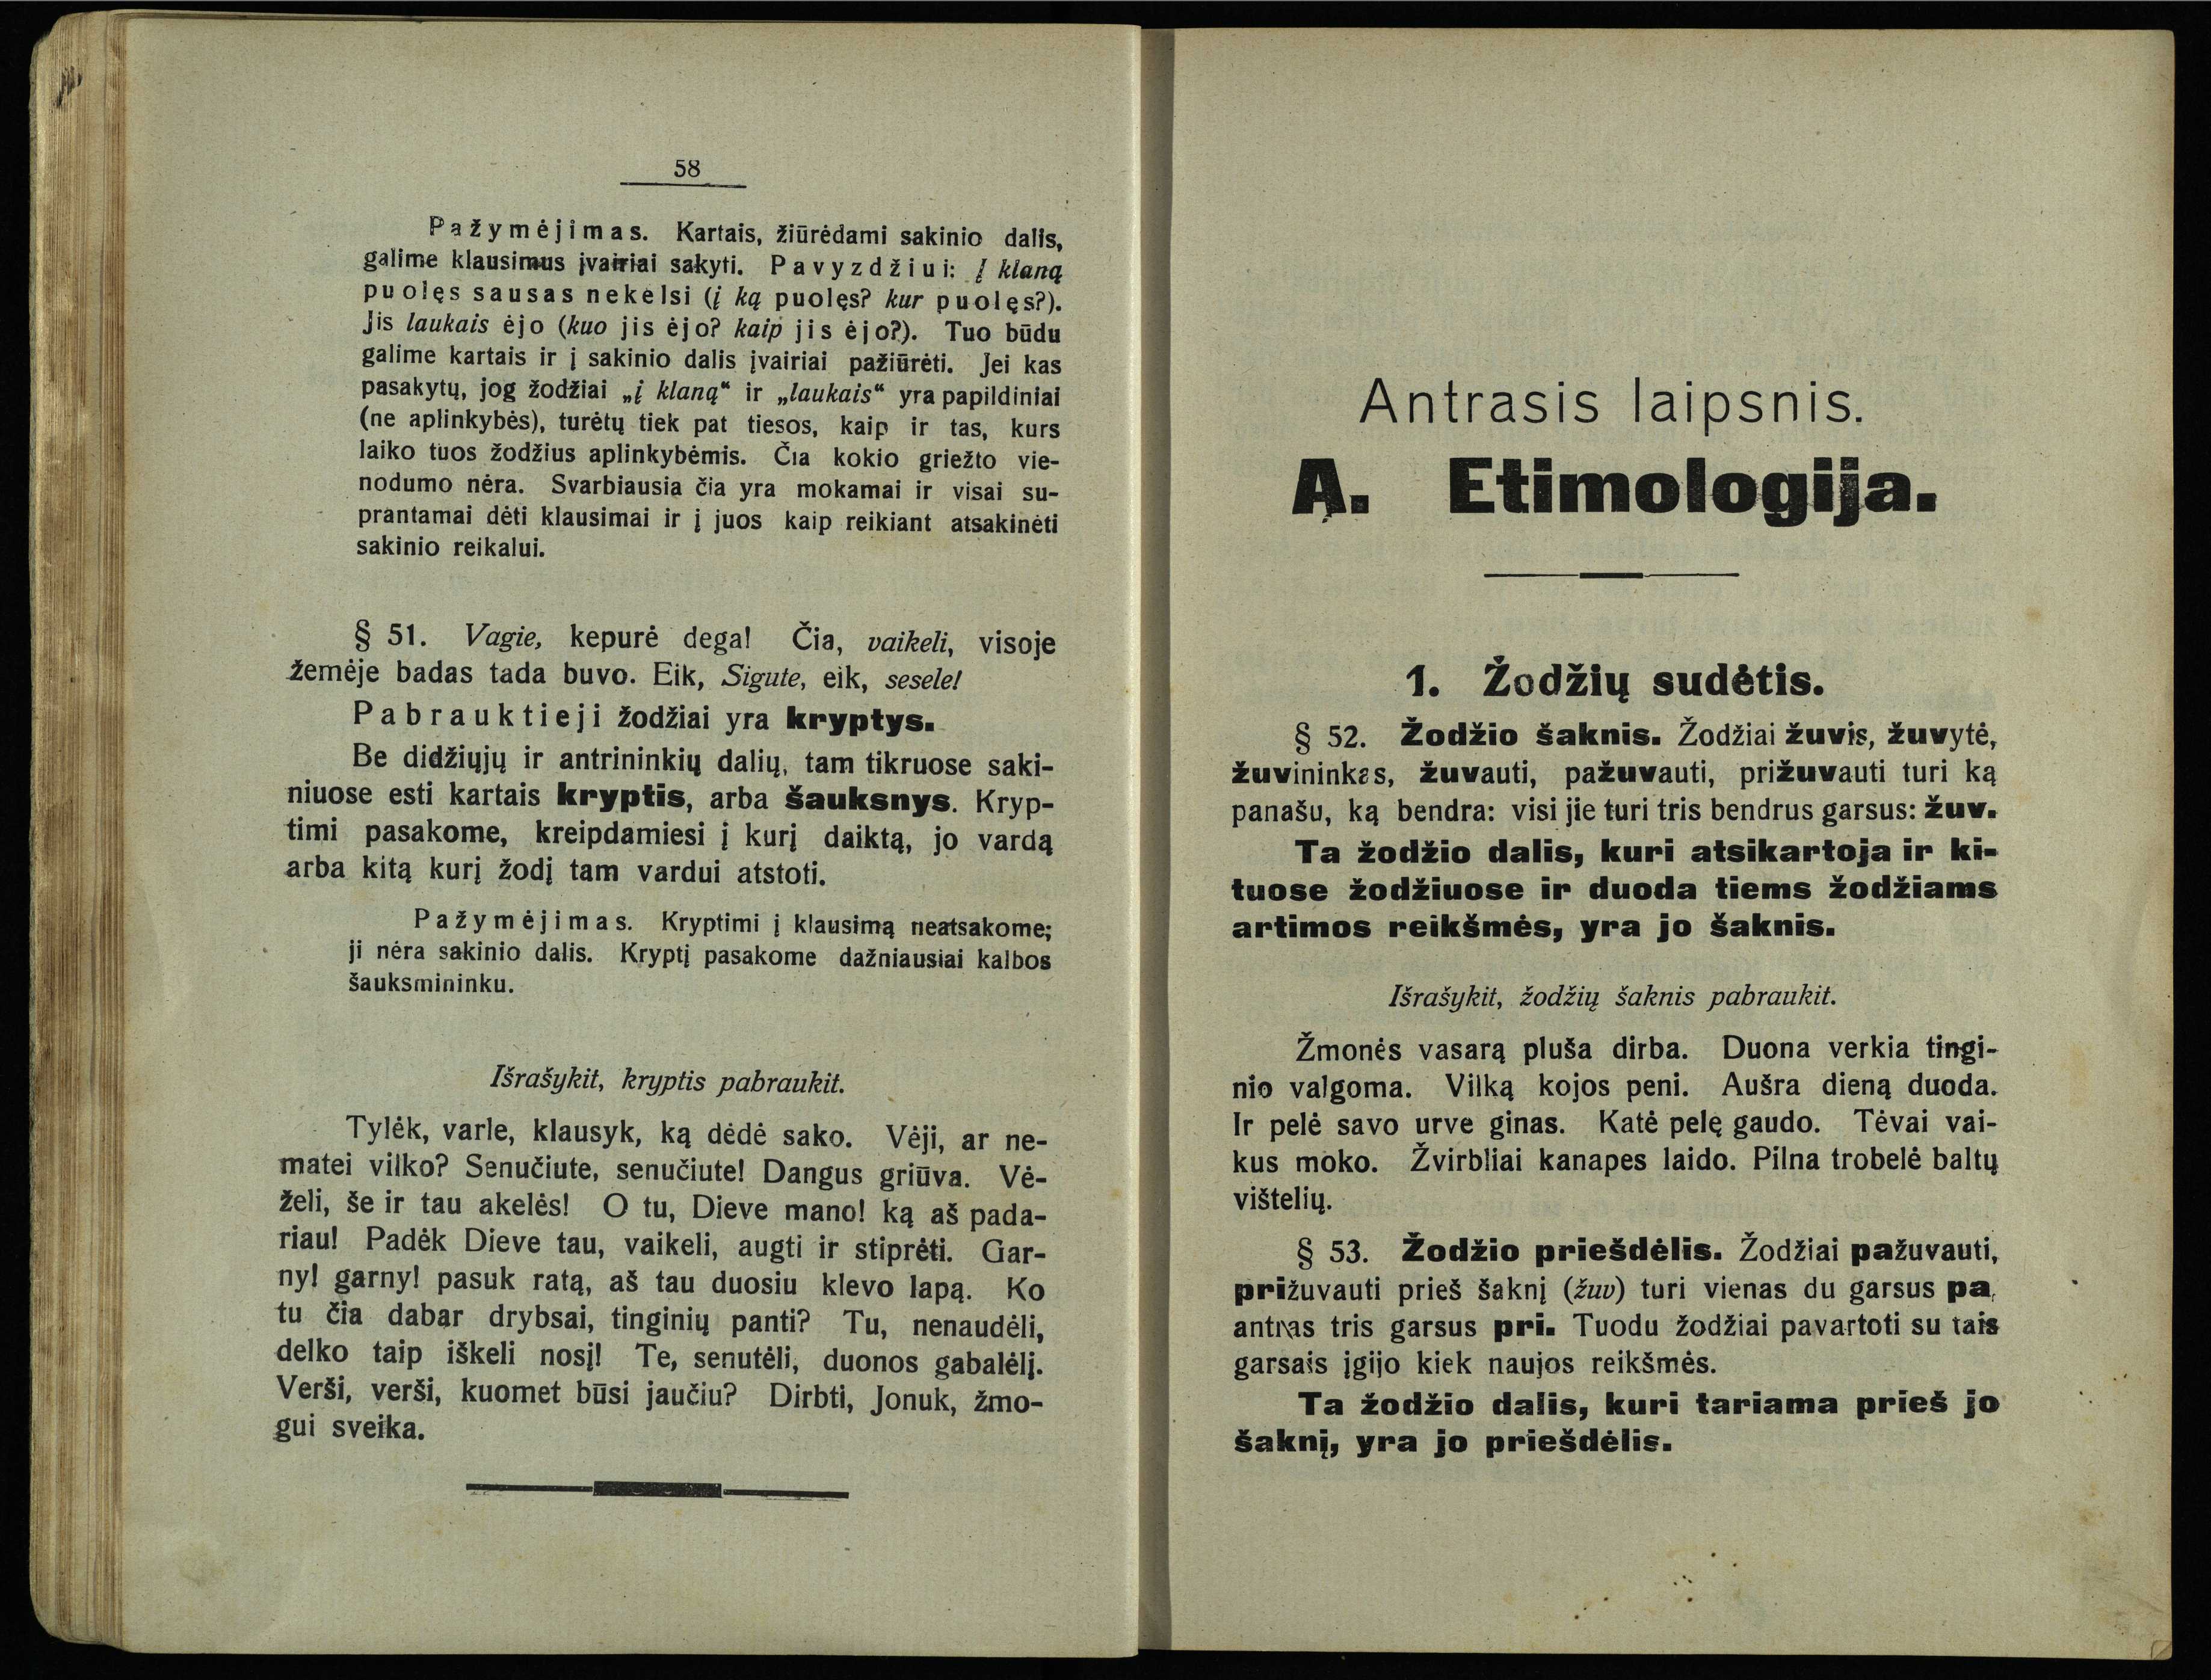 58
Pažymėjimas. Kartais, žiūrėdami sakinio dalis,
galime klausimus įvairiai sakyti. Pavyzdžiui: Į klaną
puolęs sausas nekelsi (į ką puolęs? kur puolęs?).
Jis laukais ėjo (kuo jis ėjo? kaip jis ėjo?). Tuo būdu
galime kartais ir į sakinio dalis įvairiai pažiūrėti. Jei kas
pasakytų, jog žodžiai „į klaną“ ir „laukais“ yra papildiniai
(ne aplinkybės), turėtų tiek pat tiesos, kaip ir tas, kurs
laiko tuos žodžius aplinkybėmis. Čia kokio griežto vie-
nodumo nėra. Svarbiausia čia yra mokamai ir visai su-
prantamai dėti klausimai ir į juos kaip reikiant atsakinėti
sakinio reikalui.
§ 51. Vagie, kepurė dega! Čia, vaikeli, visoje
žemėje badas tada buvo. Eik, Sigute, eik, sesele!
Pabrauktieji žodžiai yra kryptys.
Be didžiųjų ir antrininkių dalių, tam tikruose saki-
niuose esti kartais kryptis, arba šauksnys. Kryp-
timi pasakome, kreipdamiesi į kurį daiktą, jo vardą
arba kitą kurį žodį tam vardui atstoti.
Pažymėjimas. Kryptimi į klausimą neatsakome;
ji nėra sakinio dalis. Kryptį pasakome dažniausiai kalbos
šauksmininku.
Išrašykit, kryptis pabraukit.
Tylėk, varle, klausyk, ką dėdė sako. Vėji, ar ne-
matei vilko? Senučiute, senučiute! Dangus griūva. Vė-
želi, še ir tau akelės! O tu, Dieve mano! ką aš pada-
riau! Padėk Dieve tau, vaikeli, augti ir stiprėti. Gar-
ny! garny! pasuk ratą, aš tau duosiu klevo lapą. Ko
tu čia dabar drybsai, tinginių panti? Tu, nenaudėli,
delko taip iškeli nosį! Te, senutėli, duonos gabalėlį.
Verši, verši, kuomet būsi jaučiu? Dirbti, Jonuk, žmo-
gui sveika.
Antrasis laipsnis.
A. Etimologija.
1. Žodžių sudėtis.
§ 52. Žodžio šaknis. Žodžiai žuvis, žuvytė,
žuvininkas, žuvauti, pažuvauti, prižuvauti turi ką
panašu, ką bendra: visi jie turi tris bendrus garsus: žuv.
Ta žodžio dalis, kuri atsikartoja ir ki-
tuose žodžiuose ir duoda tiems žodžiams
artimos reikšmės, yra jo šaknis.
Išrašykit, žodžių šaknis pabraukit.
Žmonės vasarą pluša dirba. Duona verkia tingi-
nio valgoma. Vilką kojos peni. Aušra dieną duoda.
Ir pelė savo urve ginas. Katė pelę gaudo. Tėvai vai-
kus moko. Žvirbliai kanapes laido. Pilna trobelė baltų
vištelių.
§ 53. Žodžio priešdėlis. Žodžiai pažuvauti,
prižuvauti prieš šaknį (žuv) turi vienas du garsus pa,
antras tris garsus pri. Tuodu žodžiai pavartoti su tais
garsais įgijo kiek naujos reikšmės.
Ta žodžio dalis, kuri tariama prieš jo
šaknį, yra jo priešdėlis.